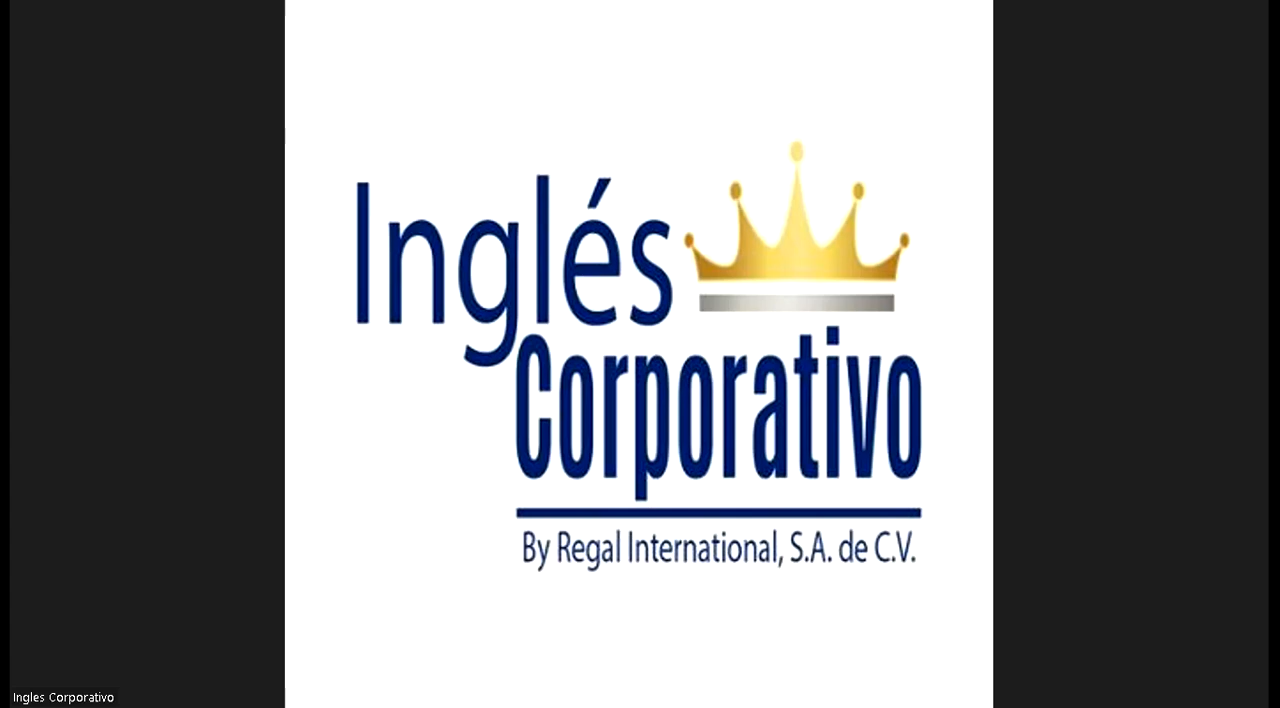 Inglés
Corporativo
By Regal International, S.A. de C.V.
Ingles Corporativo